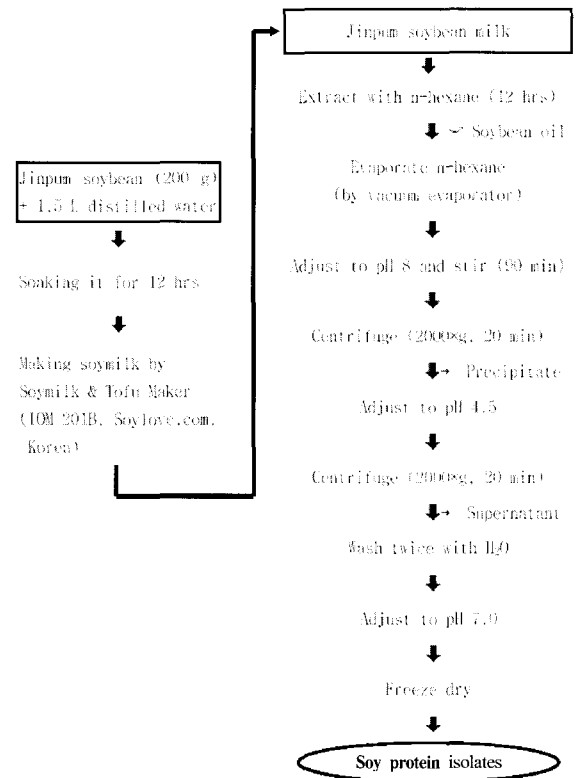 Jinpum soybean (200 g)
+ 1.5 L distilled water
Soaking it for 12 hrs
Making soymilk by
Soymilk & Tofu Maker
(IOM 201B, Soylove.com,
Korea)
Jinpum soybean milk
Extract with n-hexane (12 hrs)
Soybean oil
Evaporate n-hexane
(by vacuum evaporator)
Adjust to pH 8 and stir (90 min)
Centrifuge (2000×g, 20 min)
→ Precipitate
Adjust to pH 4.5
Centrifuge (2000×g, 20 min)
→ Supernatant
Wash twice with H₂O
Adjust to pH 7.0
Freeze dry
Soy protein isolates